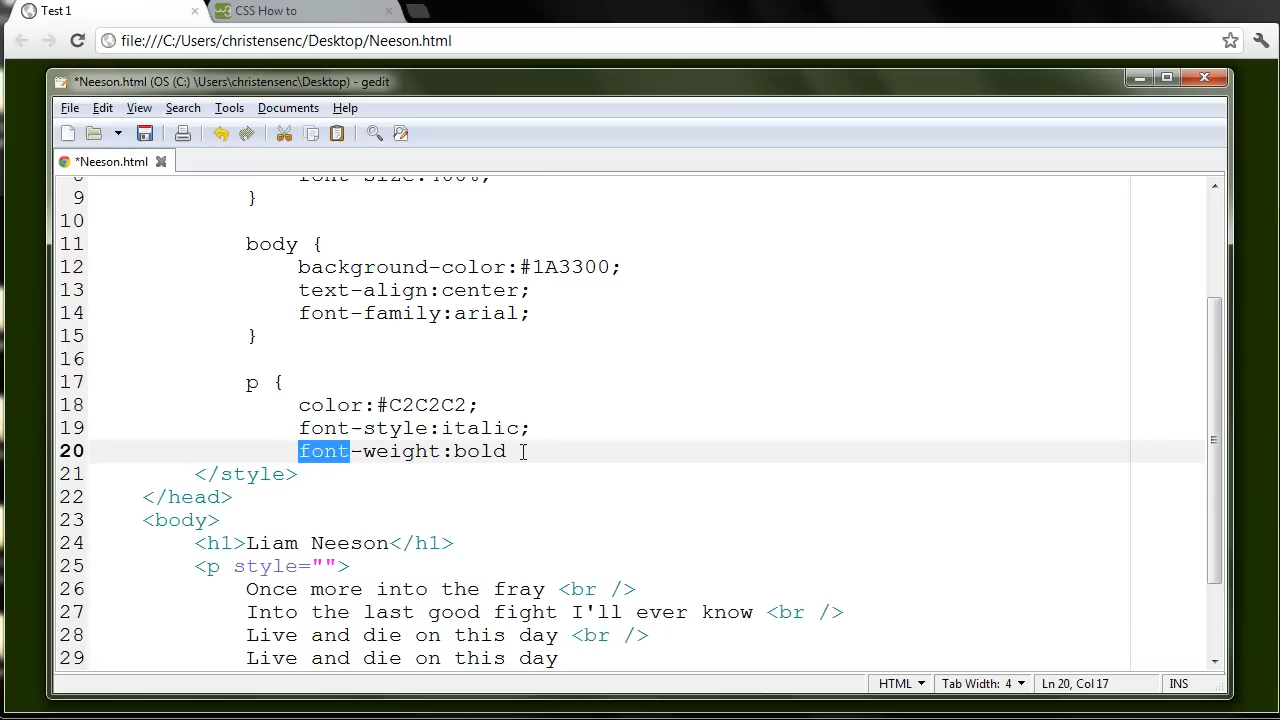 Test 1
CSS How to
file:///C:/Users/christensenc/Desktop/Neeson.html
*Neeson.html (OS (C:) \Users\christensenc\Desktop) - gedit
File Edit View Search Tools Documents Help
*Neeson.html
8 font-size:400%;
9 }
10
11 body {
12 background-color:#1A3300;
13 text-align:center;
14 font-family:arial;
15 }
16
17 p {
18 color:#C2C2C2;
19 font-style:italic;
20 font-weight:bold
21 </style>
22 </head>
23 <body>
24 <h1>Liam Neeson</h1>
25 <p style="">
26 Once more into the fray <br />
27 Into the last good fight I'll ever know <br />
28 Live and die on this day <br />
29 Live and die on this day
HTML Tab Width: 4 Ln 20, Col 17 INS